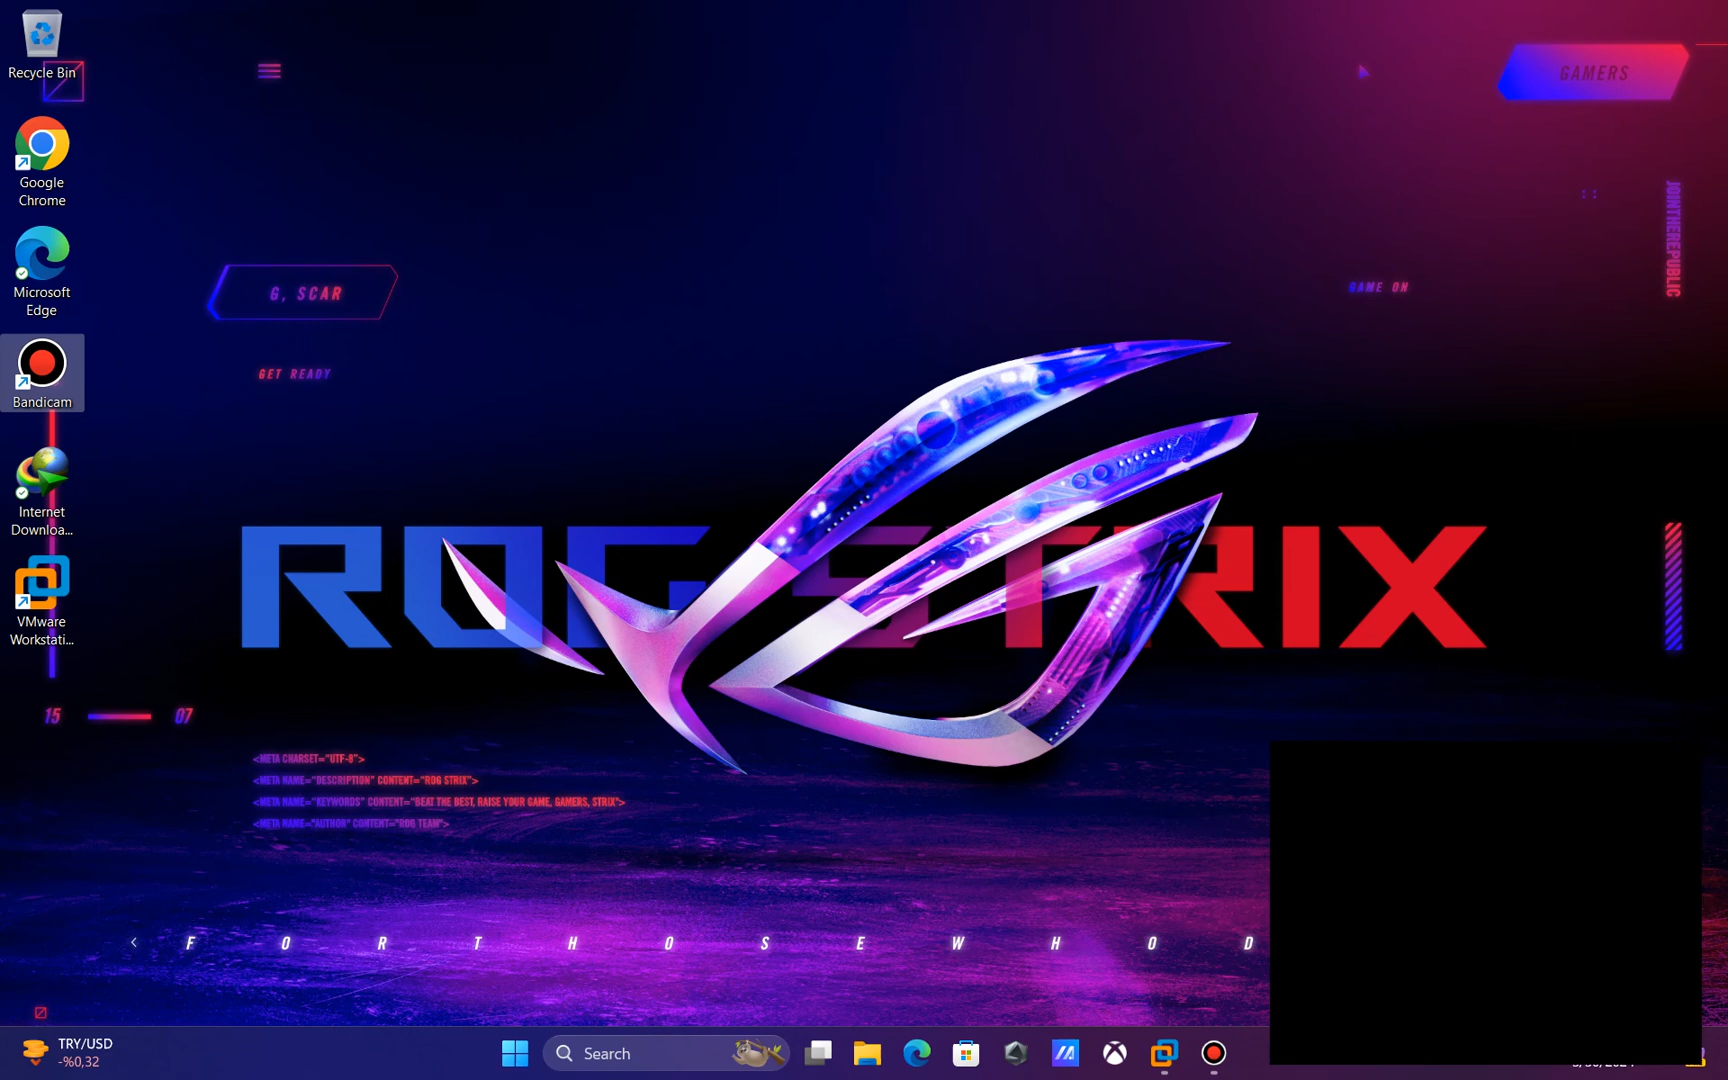 Recycle Bin
GAMERS
Google
Chrome
JOINTHEREPUBLIC
Microsoft
Edge
G, SCAR
GAME ON
GET READY
Bandicam
Internet
Downloa...
ROG STRIX
VMware
Workstati...
15
07
<META CHARSET="UTF-8">
<META NAME="DESCRIPTION" CONTENT="ROG STRIX">
<META NAME="KEYWORDS" CONTENT="BEAT THE BEST, RAISE YOUR GAME, GAMERS, STRIX">
<META NAME="AUTHOR" CONTENT="ROG TEAM">
F O R T H O S E W H O D
TRY/USD
-%0,32
Search